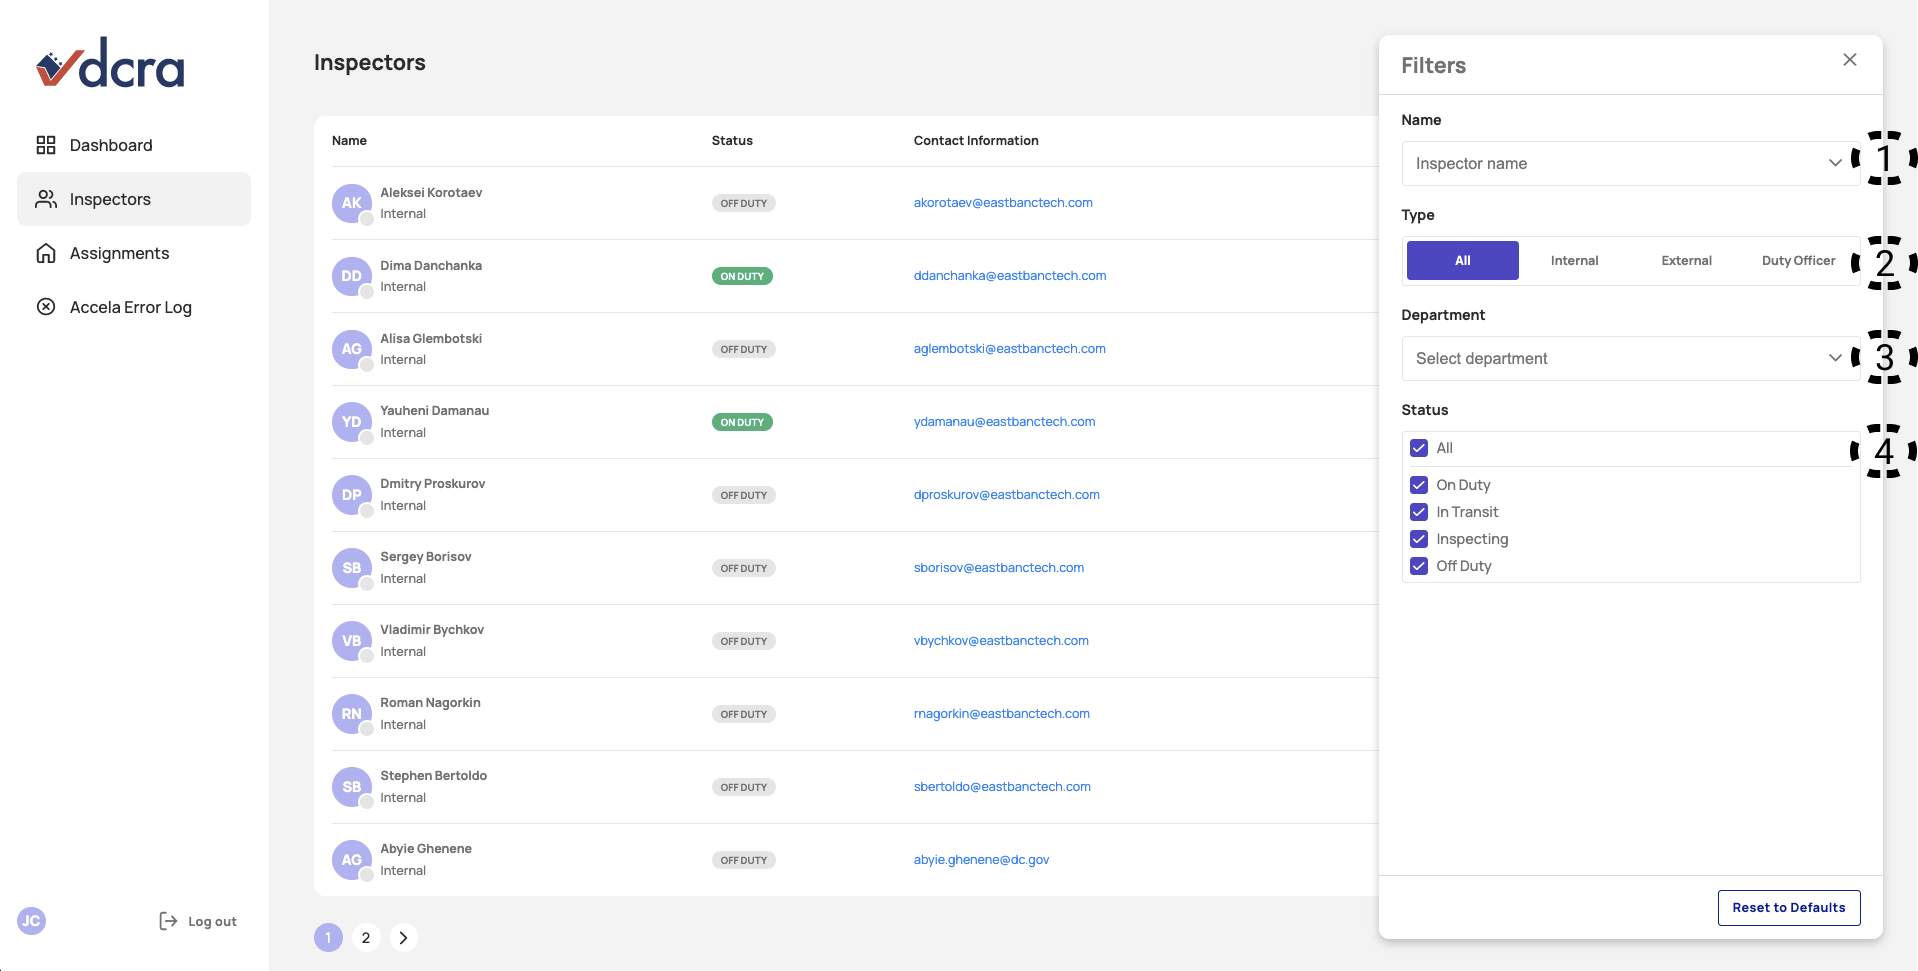 dcra
Dashboard
Inspectors
Assignments
Accela Error Log
JC
Log out
Inspectors
Name Status Contact Information
AK Aleksei Korotaev
Internal
OFF DUTY
akorotaev@eastbanctech.com
DD Dima Danchanka
Internal
ON DUTY
ddanchanka@eastbanctech.com
AG Alisa Glembotski
Internal
OFF DUTY
aglembotski@eastbanctech.com
YD Yauheni Damanau
Internal
ON DUTY
ydamanau@eastbanctech.com
DP Dmitry Proskurov
Internal
OFF DUTY
dproskurov@eastbanctech.com
SB Sergey Borisov
Internal
OFF DUTY
sborisov@eastbanctech.com
VB Vladimir Bychkov
Internal
OFF DUTY
vbychkov@eastbanctech.com
RN Roman Nagorkin
Internal
OFF DUTY
rnagorkin@eastbanctech.com
SB Stephen Bertoldo
Internal
OFF DUTY
sbertoldo@eastbanctech.com
AG Abyie Ghenene
Internal
OFF DUTY
abyie.ghenene@dc.gov
1 2
Filters
Name
Inspector name 1
Type
All Internal External Duty Officer 2
Department
Select department 3
Status
All 4
On Duty
In Transit
Inspecting
Off Duty
Reset to Defaults